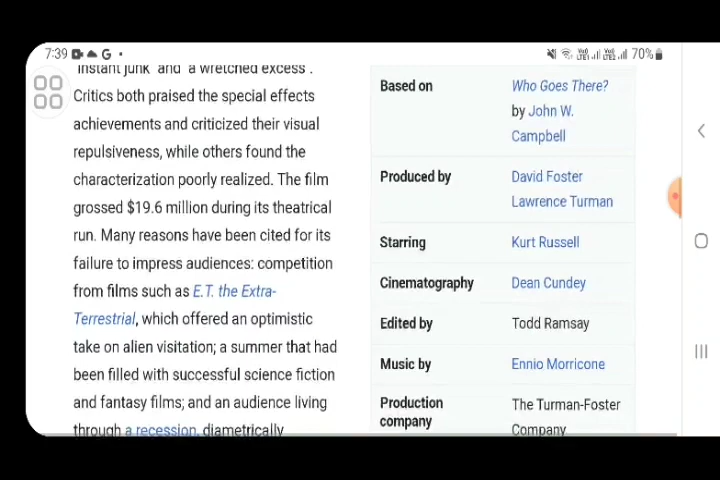 7:39
70%
"instant junk" and "a wretched excess".
Critics both praised the special effects
achievements and criticized their visual
repulsiveness, while others found the
characterization poorly realized. The film
grossed $19.6 million during its theatrical
run. Many reasons have been cited for its
failure to impress audiences: competition
from films such as E.T. the Extra-
Terrestrial, which offered an optimistic
take on alien visitation; a summer that had
been filled with successful science fiction
and fantasy films; and an audience living
through a recession, diametrically
Based on
Who Goes There?
by John W.
Campbell
Produced by
David Foster
Lawrence Turman
Starring
Kurt Russell
Cinematography
Dean Cundey
Edited by
Todd Ramsay
Music by
Ennio Morricone
Production
company
The Turman-Foster
Company